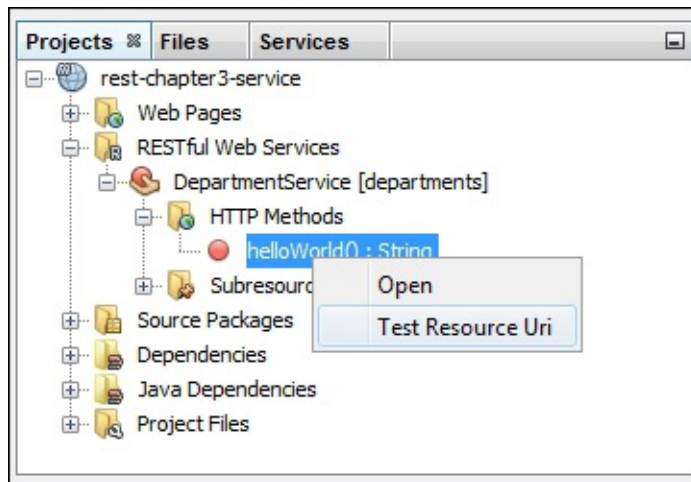 Projects Files Services
rest-chapter3-service
Web Pages
RESTful Web Services
DepartmentService [departments]
HTTP Methods
helloWorld() : String
Subresourc
Open
Source Packages
Test Resource Uri
Dependencies
Java Dependencies
Project Files